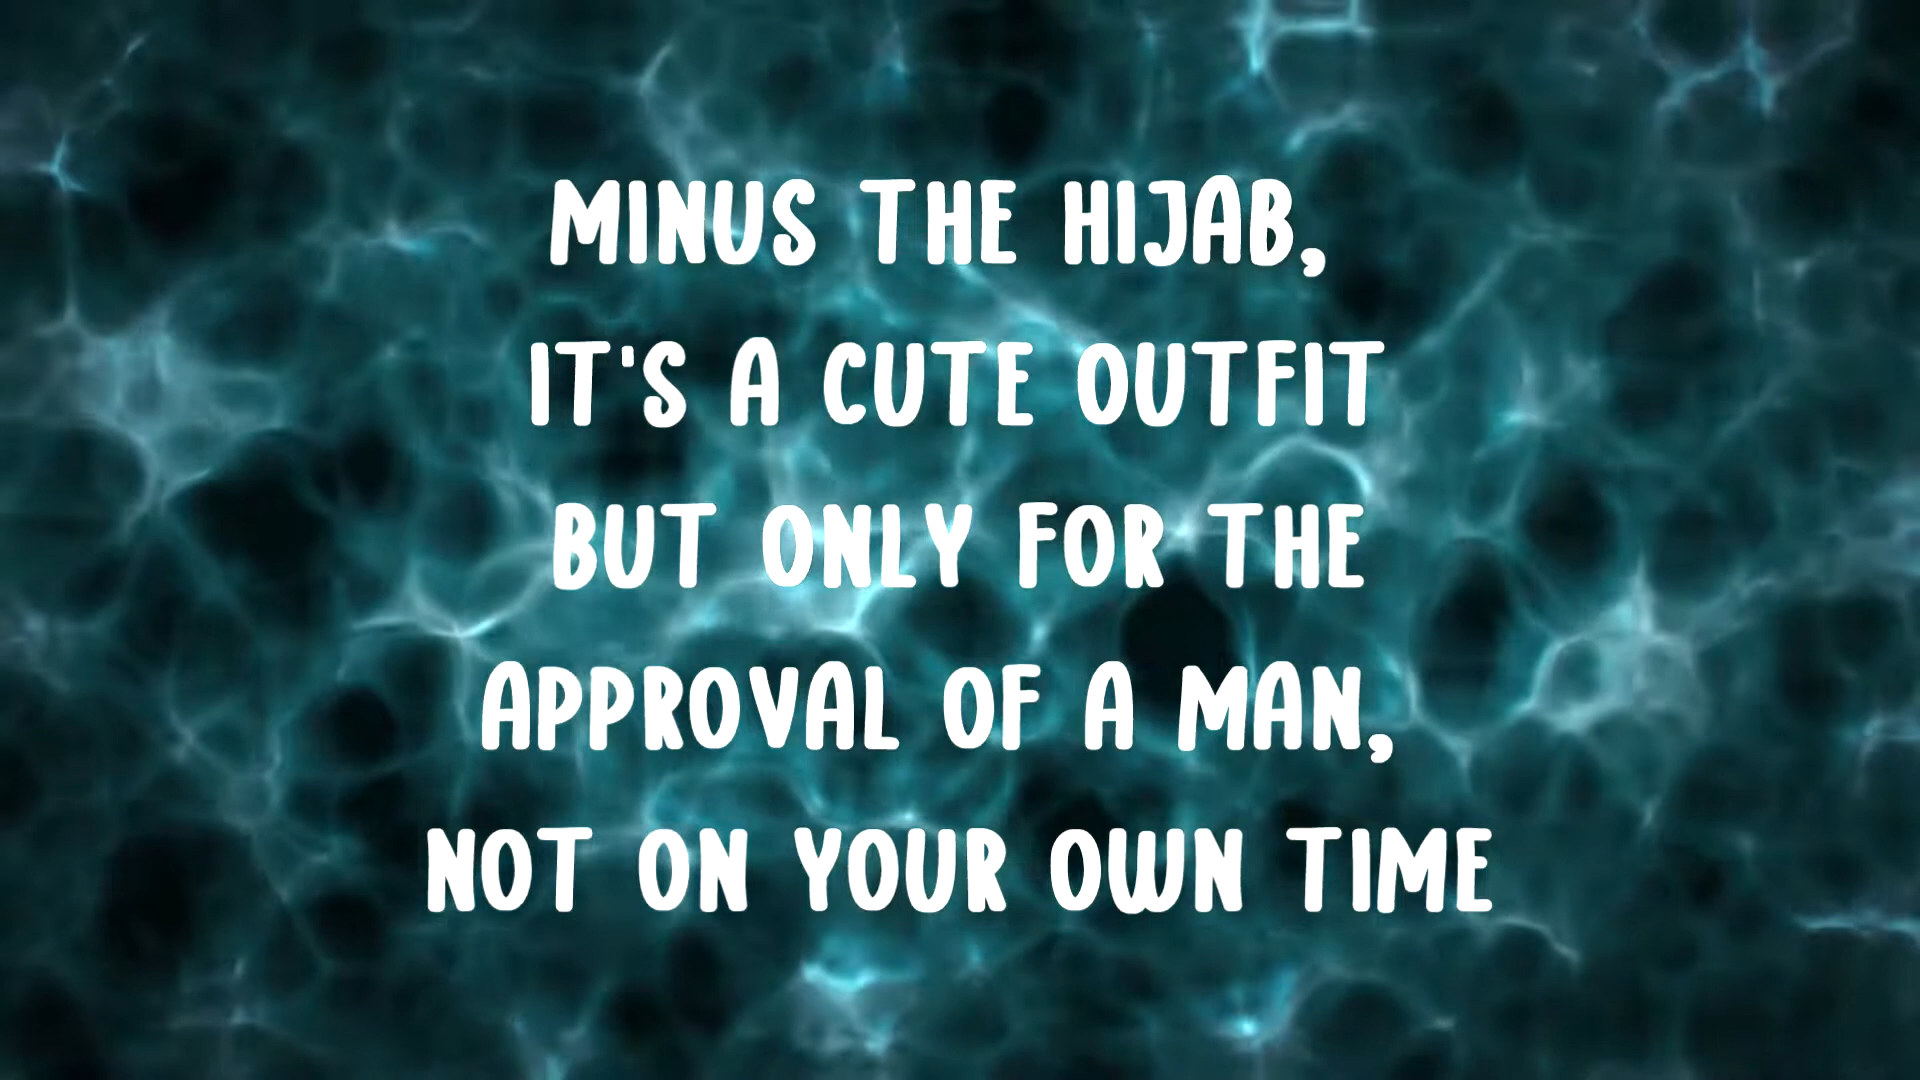 MINUS THE HIJAB,
IT'S A CUTE OUTFIT
BUT ONLY FOR THE
APPROVAL OF A MAN,
NOT ON YOUR OWN TIME